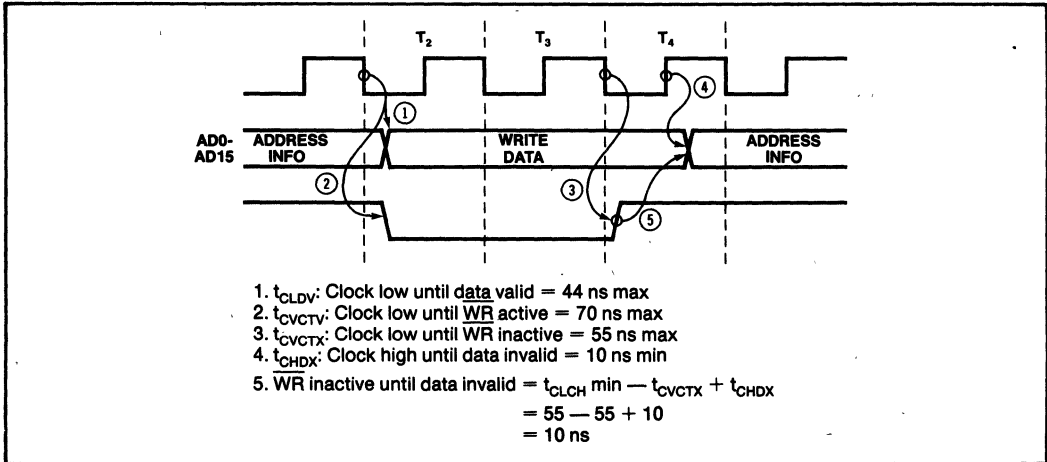 T2 T3 T4
① ④
AD0-
AD15
ADDRESS
INFO
WRITE
DATA
ADDRESS
INFO
② ③ ⑤
1. tCLDV: Clock low until data valid = 44 ns max
2. tCVCTV: Clock low until W̅R̅ active = 70 ns max
3. tCVCTX: Clock low until W̅R̅ inactive = 55 ns max
4. tCHDX: Clock high until data invalid = 10 ns min
5. W̅R̅ inactive until data invalid = tCLCH min — tCVCTX + tCHDX
= 55 — 55 + 10
= 10 ns